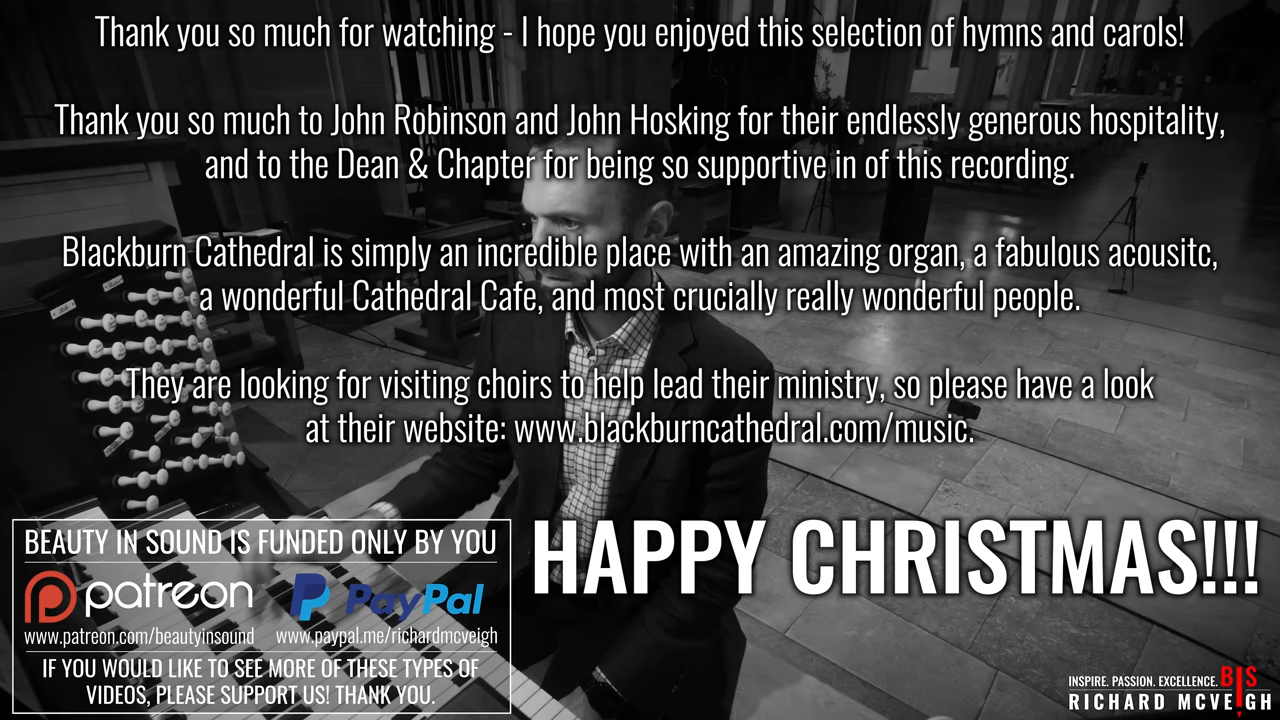 Thank you so much for watching - I hope you enjoyed this selection of hymns and carols!
Thank you so much to John Robinson and John Hosking for their endlessly generous hospitality,
and to the Dean & Chapter for being so supportive in of this recording.
Blackburn Cathedral is simply an incredible place with an amazing organ, a fabulous acousitc,
a wonderful Cathedral Cafe, and most crucially really wonderful people.
They are looking for visiting choirs to help lead their ministry, so please have a look
at their website: www.blackburncathedral.com/music.
HAPPY CHRISTMAS!!!
BEAUTY IN SOUND IS FUNDED ONLY BY YOU
patreon PayPal
www.patreon.com/beautyinsound www.paypal.me/richardmcveigh
IF YOU WOULD LIKE TO SEE MORE OF THESE TYPES OF
VIDEOS, PLEASE SUPPORT US! THANK YOU.
INSPIRE. PASSION. EXCELLENCE. BIS
RICHARD MCVEIGH